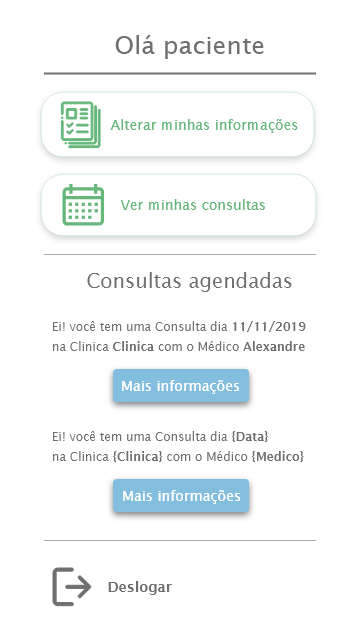 Olá paciente
Alterar minhas informações
Ver minhas consultas
Consultas agendadas
Ei! você tem uma Consulta dia 11/11/2019
na Clinica Clinica com o Médico Alexandre
Mais informações
Ei! você tem uma Consulta dia {Data}
na Clinica {Clinica} com o Médico {Medico}
Mais informações
Deslogar